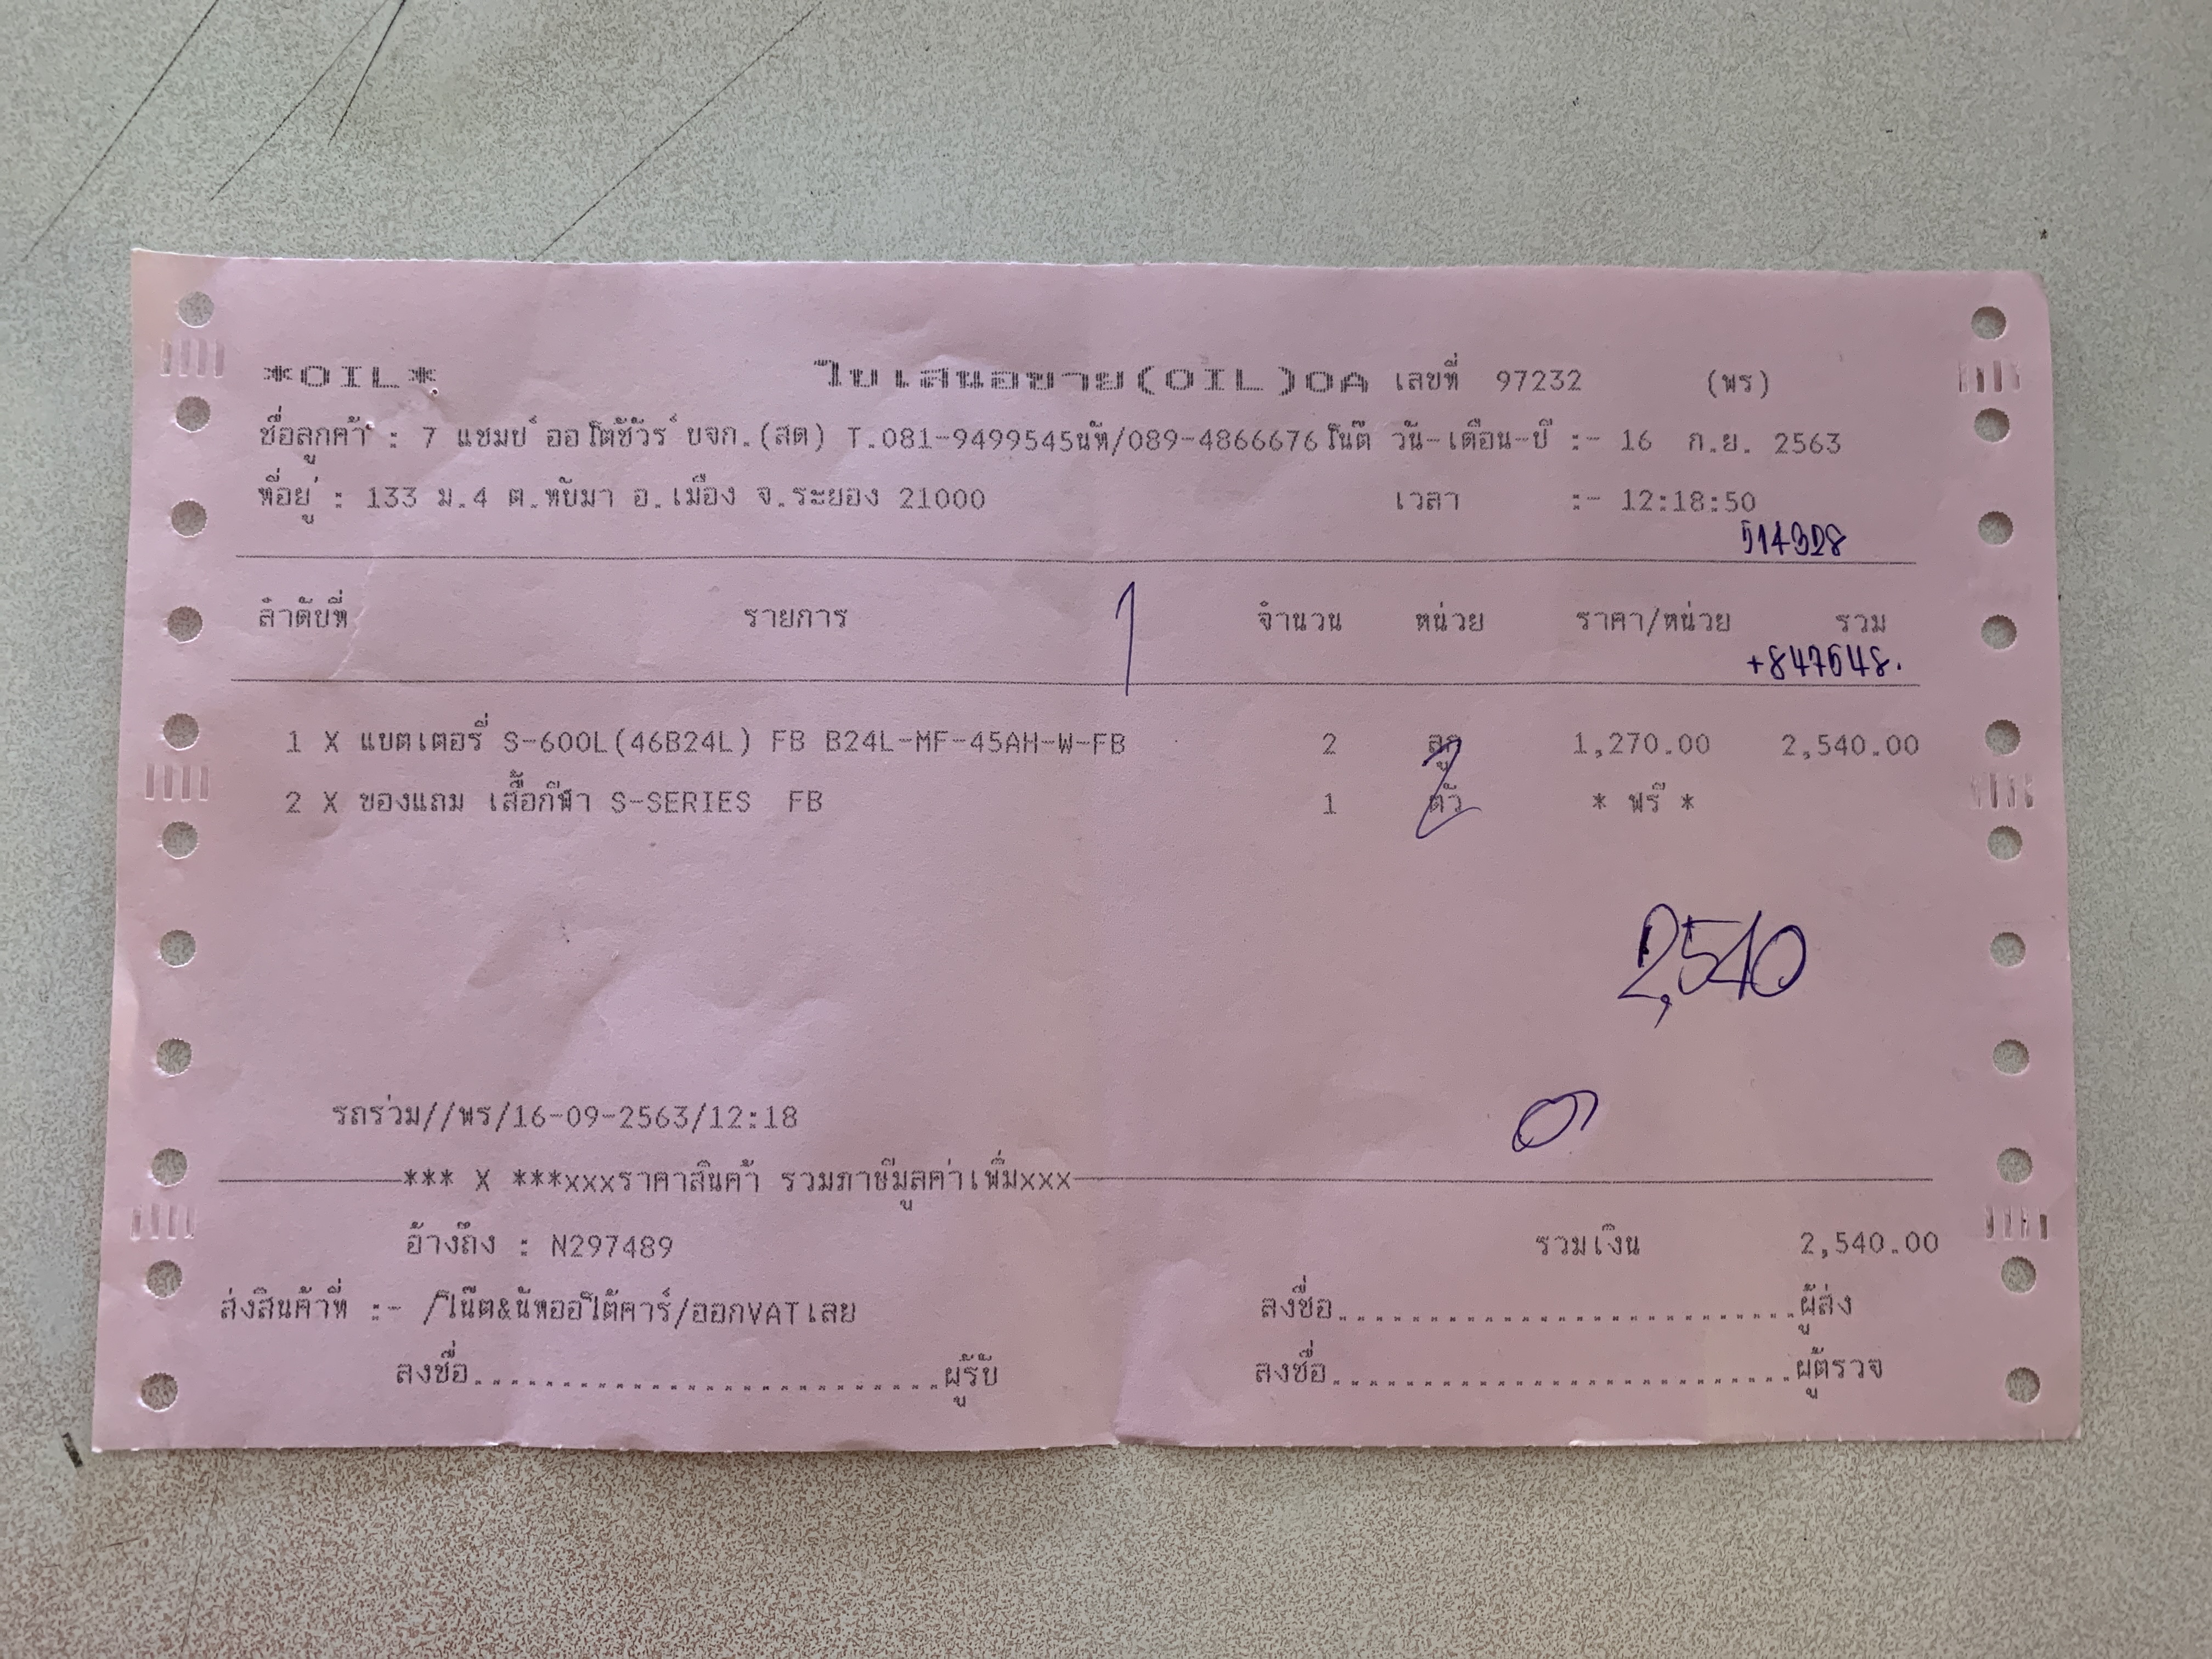 *OIL* ใบเสนอขาย(OIL)OA เลขที่ 97232 (พร)
ชื่อลูกค้า : 7 แชมป์ ออโต้ชัวร์ บจก.(สด) T.081-9499545นัท/089-4866676โน๊ต วัน-เดือน-ปี :- 16 ก.ย. 2563
ที่อยู่ : 133 ม.4 ต.ทับมา อ.เมือง จ.ระยอง 21000 เวลา :- 12:18:50
514328
ลำดับที่ รายการ 1 จำนวน หน่วย ราคา/หน่วย รวม
+847548.
1 X แบตเตอรี่ S-600L(46B24L) FB B24L-MF-45AH-W-FB 2 ลูก 1,270.00 2,540.00
2 X ของแถม เสื้อกีฬา S-SERIES FB 1 ตัว * ฟรี *
2
2,540
รถร่วม//พร/16-09-2563/12:18
*** X ***xxxราคาสินค้า รวมภาษีมูลค่าเพิ่มxxx
อ้างถึง : N297489 รวมเงิน 2,540.00
ส่งสินค้าที่ :- /โน๊ต&นัทออโต้คาร์/ออกVATเลย ลงชื่อ..............................ผู้ส่ง
ลงชื่อ..............................ผู้รับ ลงชื่อ..............................ผู้ตรวจ